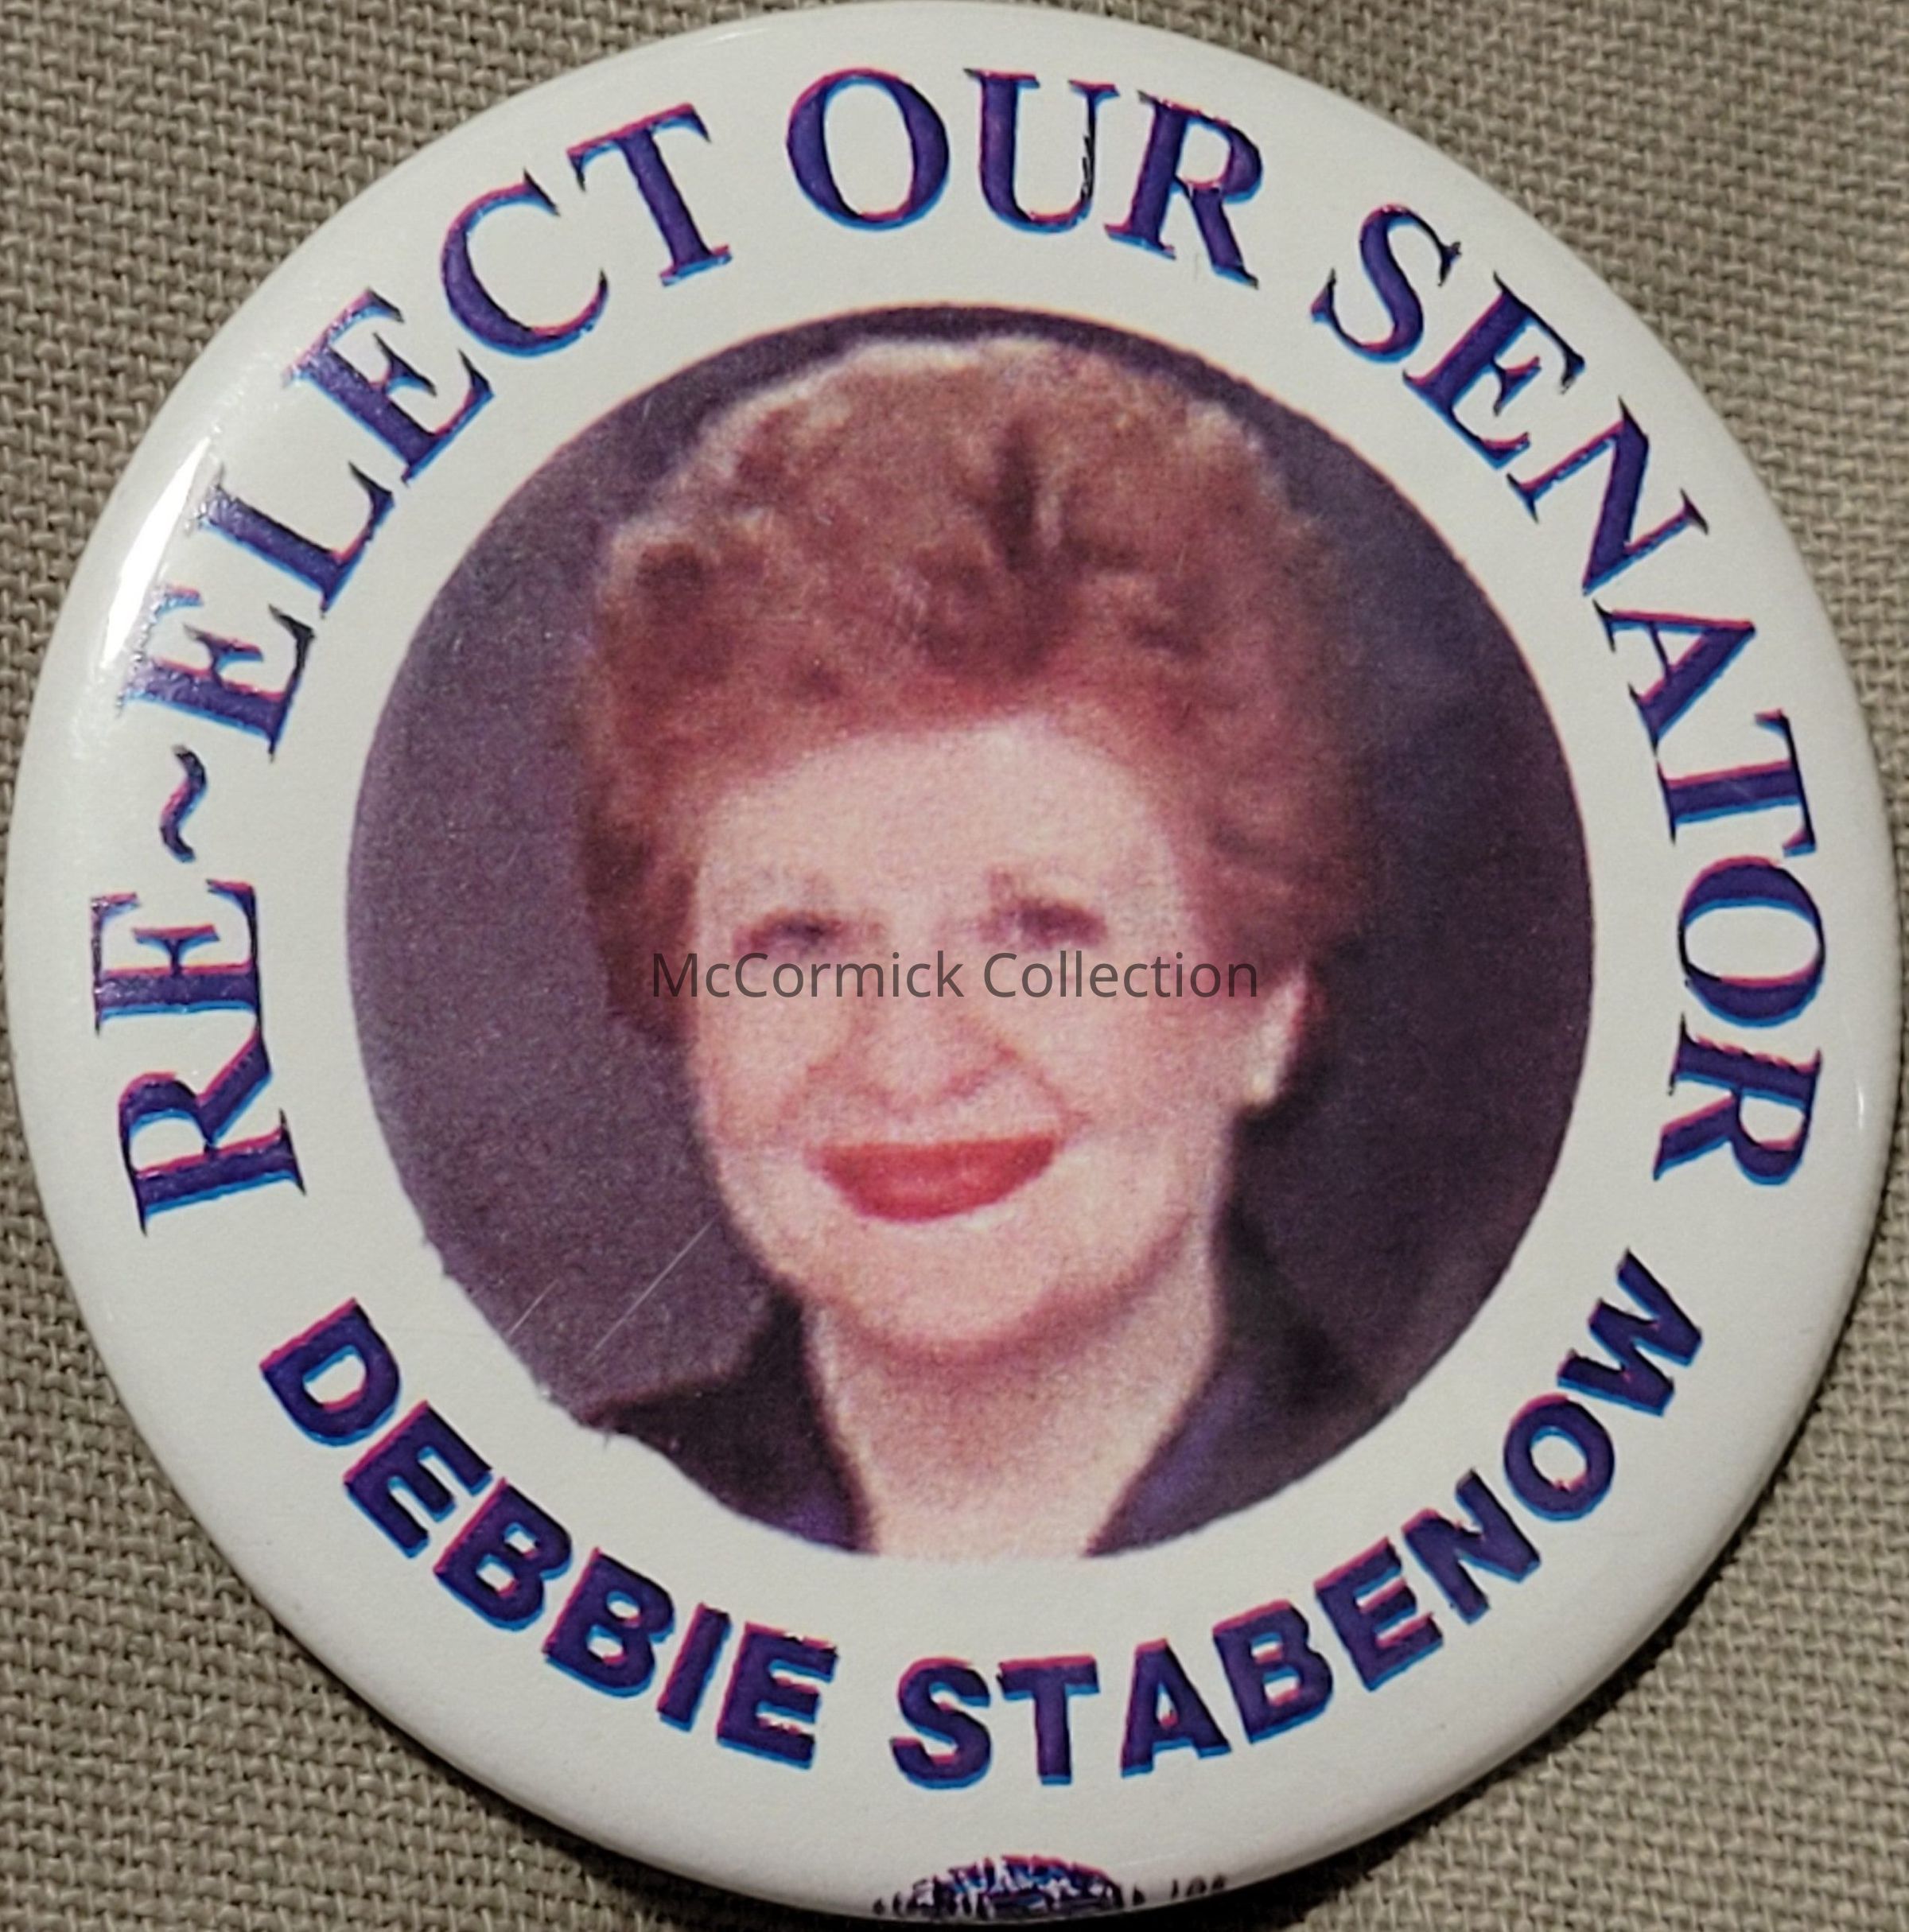 RE~ELECT OUR SENATOR
McCormick Collection
DEBBIE STABENOW